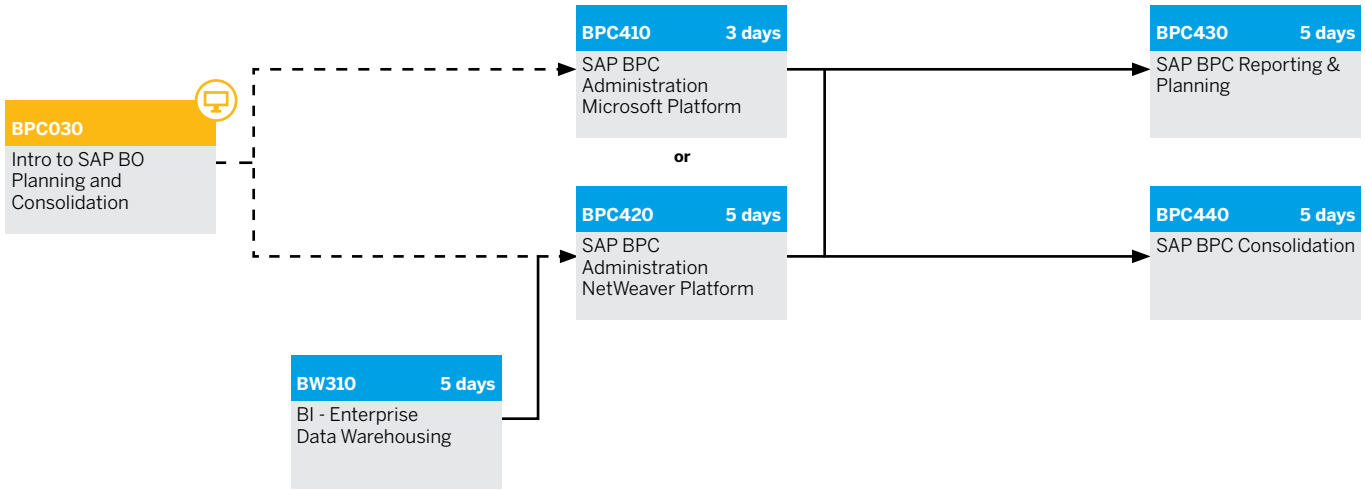 BPC030
Intro to SAP BO
Planning and
Consolidation
BPC410 3 days
SAP BPC
Administration
Microsoft Platform
or
BPC420 5 days
SAP BPC
Administration
NetWeaver Platform
BW310 5 days
BI - Enterprise
Data Warehousing
BPC430 5 days
SAP BPC Reporting &
Planning
BPC440 5 days
SAP BPC Consolidation